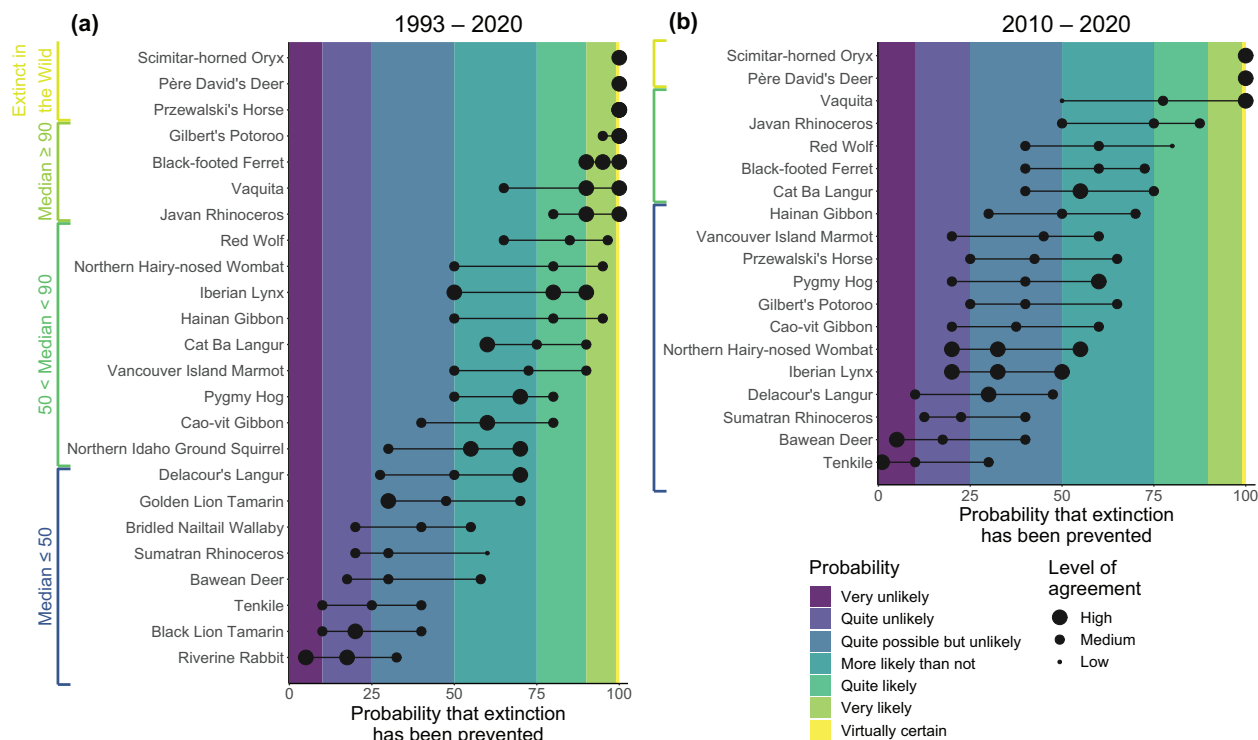 (a)
1993 – 2020
Extinct in
the Wild
Median ≥ 90
50 < Median < 90
Median ≤ 50
Scimitar-horned Oryx
Père David's Deer
Przewalski's Horse
Gilbert's Potoroo
Black-footed Ferret
Vaquita
Javan Rhinoceros
Red Wolf
Northern Hairy-nosed Wombat
Iberian Lynx
Hainan Gibbon
Cat Ba Langur
Vancouver Island Marmot
Pygmy Hog
Cao-vit Gibbon
Northern Idaho Ground Squirrel
Delacour's Langur
Golden Lion Tamarin
Bridled Nailtail Wallaby
Sumatran Rhinoceros
Bawean Deer
Tenkile
Black Lion Tamarin
Riverine Rabbit
0 25 50 75 100
Probability that extinction
has been prevented
(b)
2010 – 2020
Scimitar-horned Oryx
Père David's Deer
Vaquita
Javan Rhinoceros
Red Wolf
Black-footed Ferret
Cat Ba Langur
Hainan Gibbon
Vancouver Island Marmot
Przewalski's Horse
Pygmy Hog
Gilbert's Potoroo
Cao-vit Gibbon
Northern Hairy-nosed Wombat
Iberian Lynx
Delacour's Langur
Sumatran Rhinoceros
Bawean Deer
Tenkile
0 25 50 75 100
Probability that extinction
has been prevented
Probability
Very unlikely
Quite unlikely
Quite possible but unlikely
More likely than not
Quite likely
Very likely
Virtually certain
Level of
agreement
High
Medium
Low